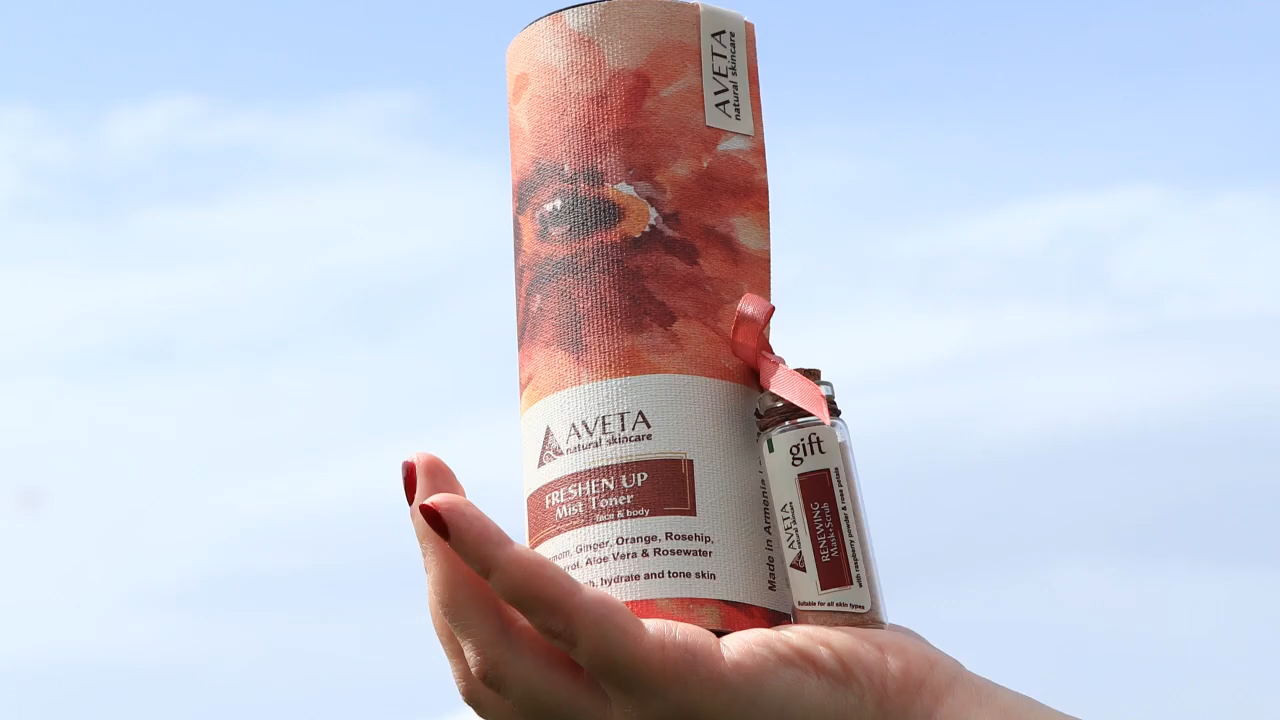 AVETA
natural skincare
AVETA
natural skincare
FRESHEN UP
Mist Toner
face & body
Ginger, Orange, Rosehip,
Aloe Vera & Rosewater
hydrate and tone skin
Made in Armenia
gift
AVETA
natural skincare
RENEWING
Mask+Scrub
with raspberry powder & rose petals
Suitable for all skin types